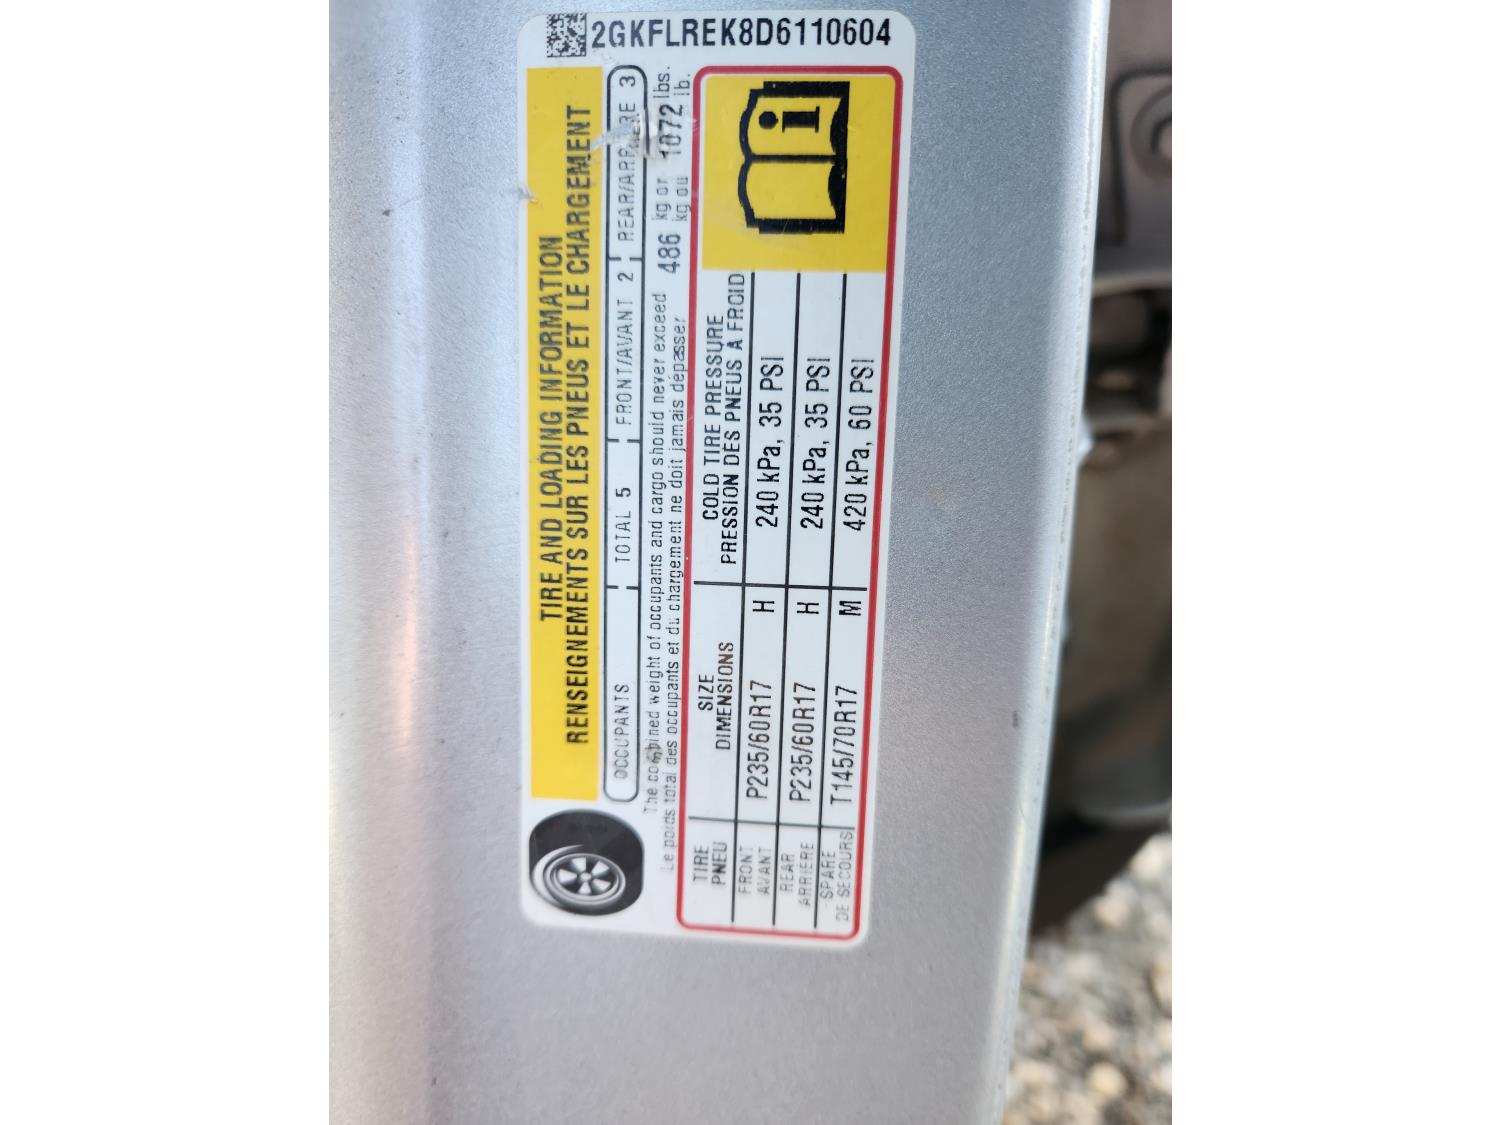 2GKFLREK8D6110604
TIRE AND LOADING INFORMATION
RENSEIGNEMENTS SUR LES PNEUS ET LE CHARGEMENT
OCCUPANTS TOTAL 5 FRONT/AVANT 2 REAR/ARRIERE 3
The combined weight of occupants and cargo should never exceed 486 kg or 1072 lbs.
Le poids total des occupants et du chargement ne doit jamais dépasser 486 kg ou 1072 lb.
TIRE SIZE COLD TIRE PRESSURE
PNEU DIMENSIONS PRESSION DES PNEUS À FROID
FRONT
AVANT P235/60R17 H 240 kPa, 35 PSI
REAR
ARRIERE P235/60R17 H 240 kPa, 35 PSI
SPARE
DE SECOURS T145/70R17 M 420 kPa, 60 PSI
i